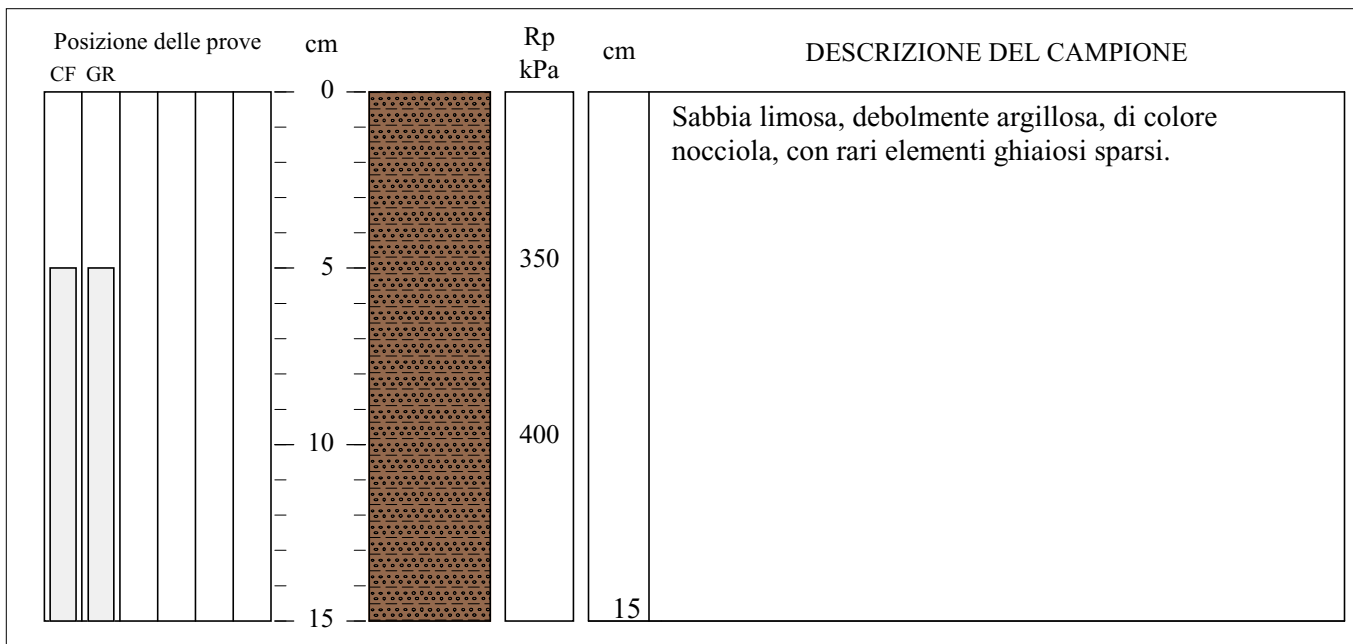 Posizione delle prove
CF GR
cm
Rp
kPa
cm
DESCRIZIONE DEL CAMPIONE
0
Sabbia limosa, debolmente argillosa, di colore
nocciola, con rari elementi ghiaiosi sparsi.
5
350
10
400
15
15